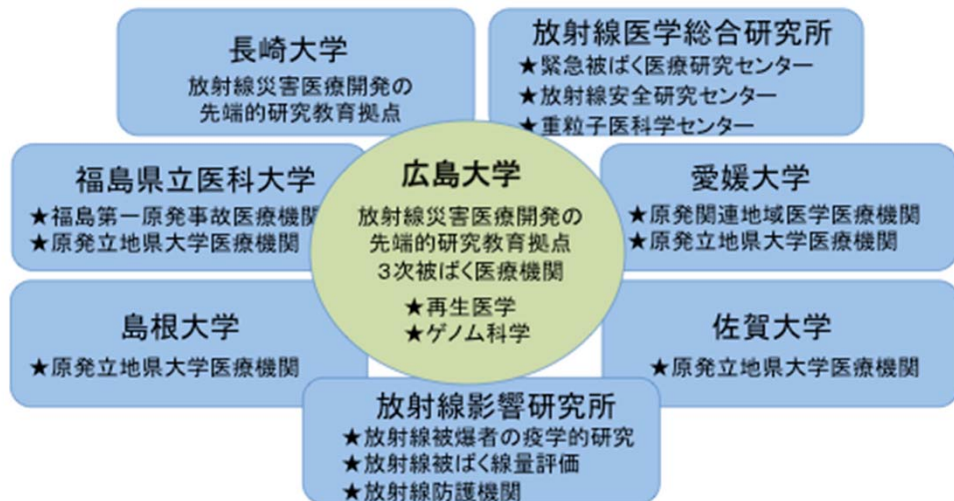 長崎大学
放射線災害医療開発の
先端的研究教育拠点
放射線医学総合研究所
★緊急被ばく医療研究センター
★放射線安全研究センター
★重粒子医科学センター
福島県立医科大学
★福島第一原発事故医療機関
★原発立地県大学医療機関
広島大学
放射線災害医療開発の
先端的研究教育拠点
3次被ばく医療機関
★再生医学
★ゲノム科学
愛媛大学
★原発関連地域医学医療機関
★原発立地県大学医療機関
島根大学
★原発立地県大学医療機関
佐賀大学
★原発立地県大学医療機関
放射線影響研究所
★放射線被爆者の疫学的研究
★放射線被ばく線量評価
★放射線防護機関